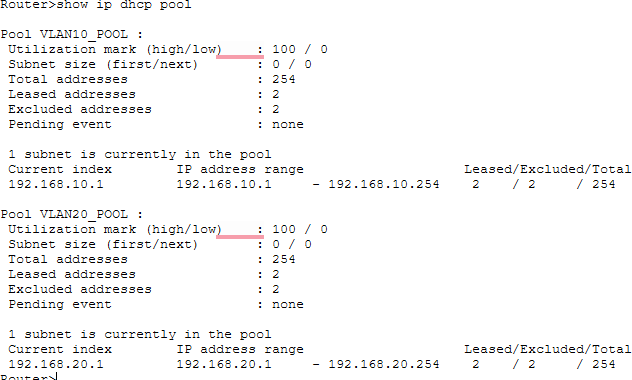 Router>show ip dhcp pool
Pool VLAN10_POOL :
Utilization mark (high/low) : 100 / 0
Subnet size (first/next) : 0 / 0
Total addresses : 254
Leased addresses : 2
Excluded addresses : 2
Pending event : none
1 subnet is currently in the pool
Current index IP address range Leased/Excluded/Total
192.168.10.1 192.168.10.1 - 192.168.10.254 2 / 2 / 254
Pool VLAN20_POOL :
Utilization mark (high/low) : 100 / 0
Subnet size (first/next) : 0 / 0
Total addresses : 254
Leased addresses : 2
Excluded addresses : 2
Pending event : none
1 subnet is currently in the pool
Current index IP address range Leased/Excluded/Total
192.168.20.1 192.168.20.1 - 192.168.20.254 2 / 2 / 254
Router>